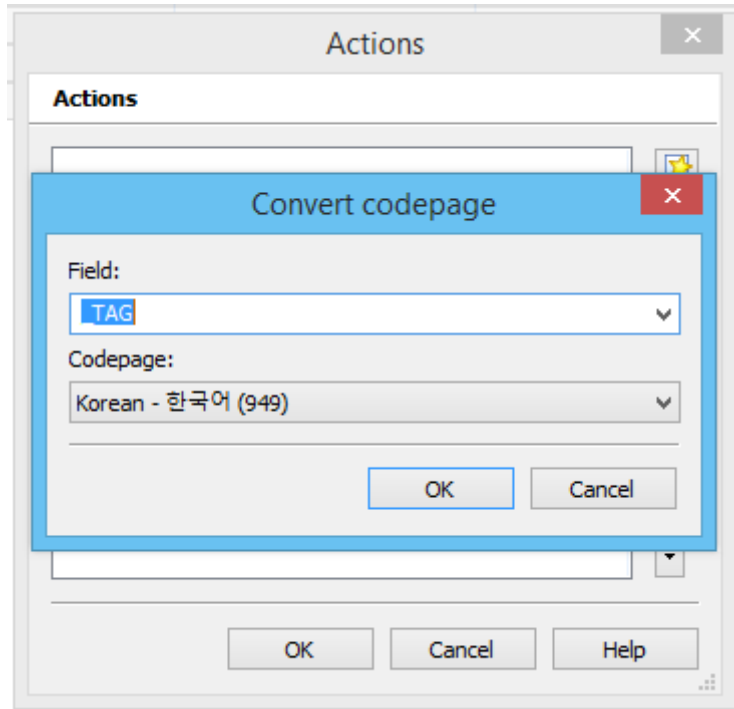 Actions
Actions
Convert codepage
Field:
_TAG
Codepage:
Korean - 한국어 (949)
OK Cancel
OK Cancel Help